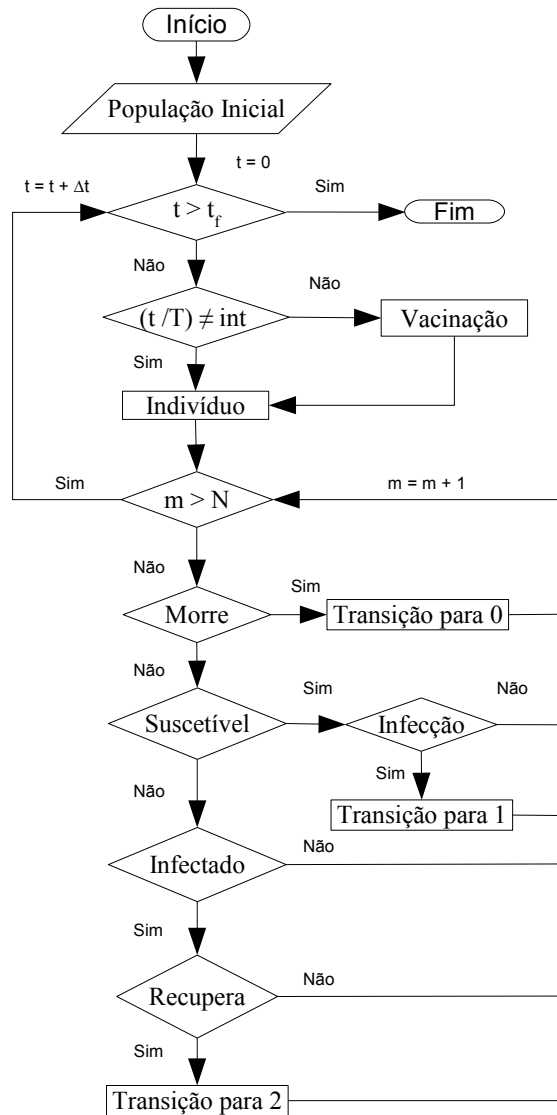 Início
População Inicial
t = 0
t = t + Δt
Sim
t > t_f
Fim
Não
Não
(t /T) ≠ int
Vacinação
Sim
Indivíduo
Sim
m = m + 1
m > N
Não
Sim
Morre
Transição para 0
Não
Sim
Não
Suscetível
Infecção
Sim
Não
Transição para 1
Não
Infectado
Sim
Não
Recupera
Sim
Transição para 2